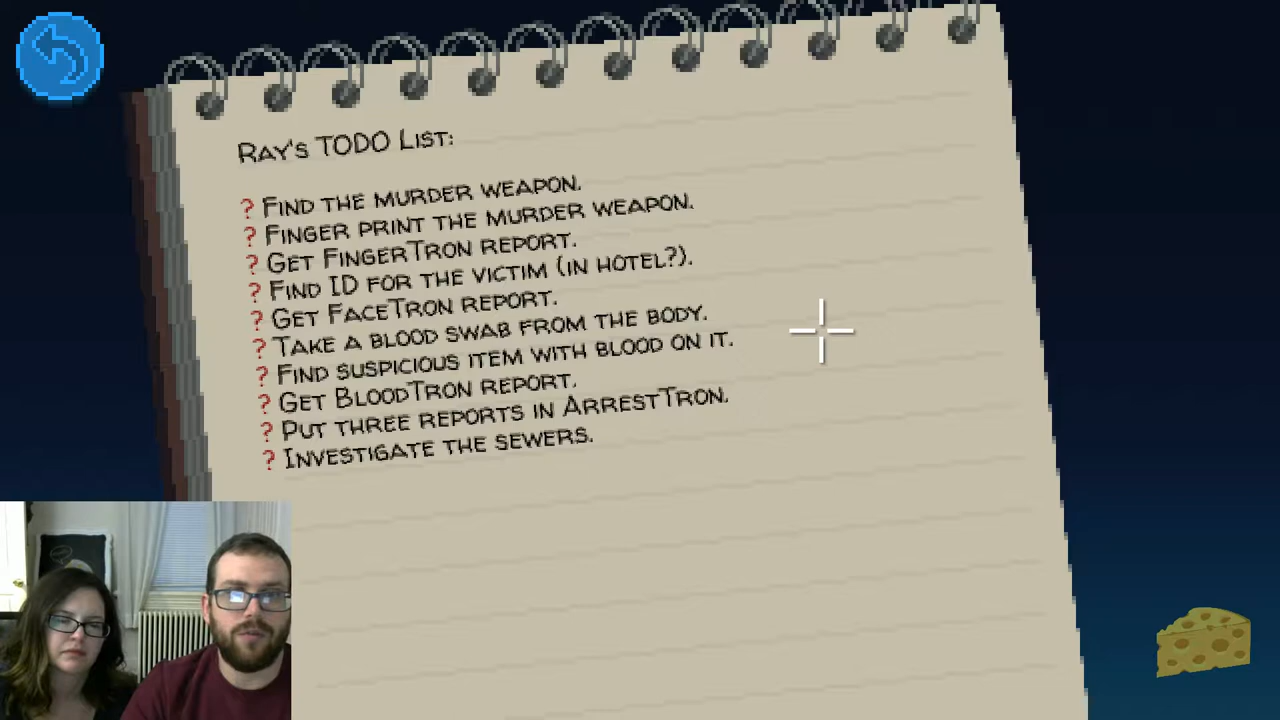 Ray's TODO List:
? Find the murder weapon.
? Finger print the murder weapon.
? Get FingerTron report.
? Find ID for the victim (in hotel?).
? Get FaceTron report.
? Take a blood swab from the body.
? Find suspicious item with blood on it.
? Get BloodTron report.
? Put three reports in ArrestTron.
? Investigate the sewers.